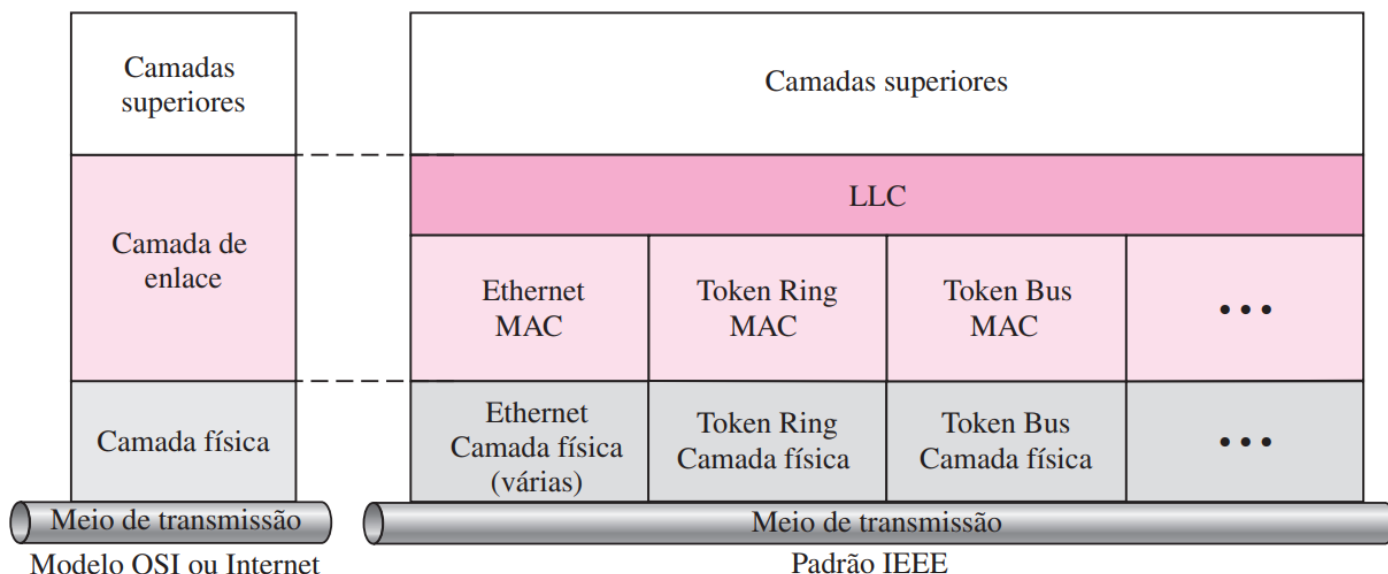 Camadas
superiores
Camada de
enlace
Camada física
Meio de transmissão
Modelo OSI ou Internet
Camadas superiores
LLC
Ethernet
MAC
Token Ring
MAC
Token Bus
MAC
•••
Ethernet
Camada física
(várias)
Token Ring
Camada física
Token Bus
Camada física
•••
Meio de transmissão
Padrão IEEE